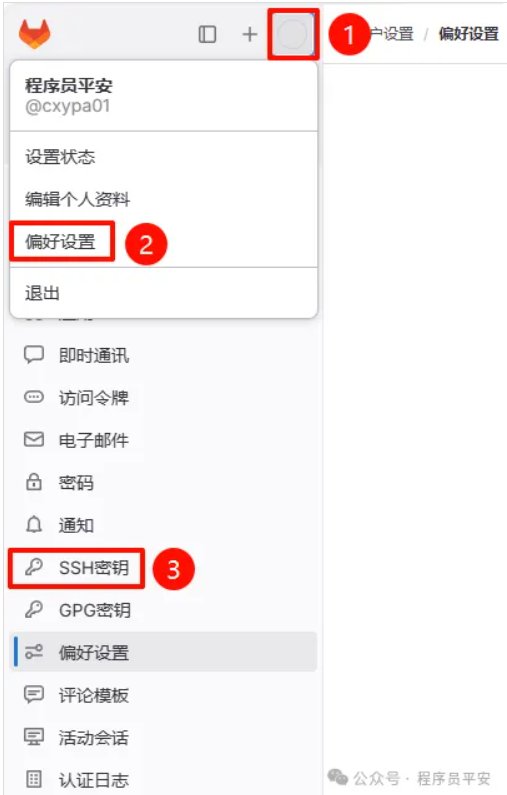 1
户设置 / 偏好设置
程序员平安
@cxypa01
设置状态
编辑个人资料
偏好设置 2
退出
即时通讯
访问令牌
电子邮件
密码
通知
SSH密钥 3
GPG密钥
偏好设置
评论模板
活动会话
认证日志
公众号 · 程序员平安